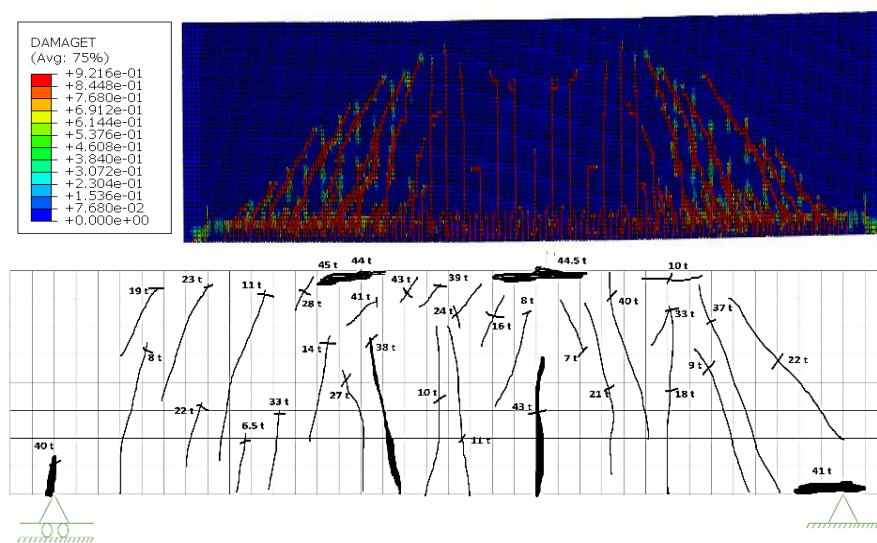 DAMAGET
(Avg: 75%)
+9.216e-01
+8.448e-01
+7.680e-01
+6.912e-01
+6.144e-01
+5.376e-01
+4.608e-01
+3.840e-01
+3.072e-01
+2.304e-01
+1.536e-01
+7.680e-02
+0.000e+00
45 t
44 t
44.5 t
10 t
19 t
23 t
11 t
28 t
43 t
39 t
41 t
24 t
16 t
8 t
40 t
33 t
37 t
8 t
14 t
38 t
7 t
9 t
22 t
27 t
10 t
21 t
18 t
22 t
6.5 t
33 t
43 t
11 t
40 t
41 t